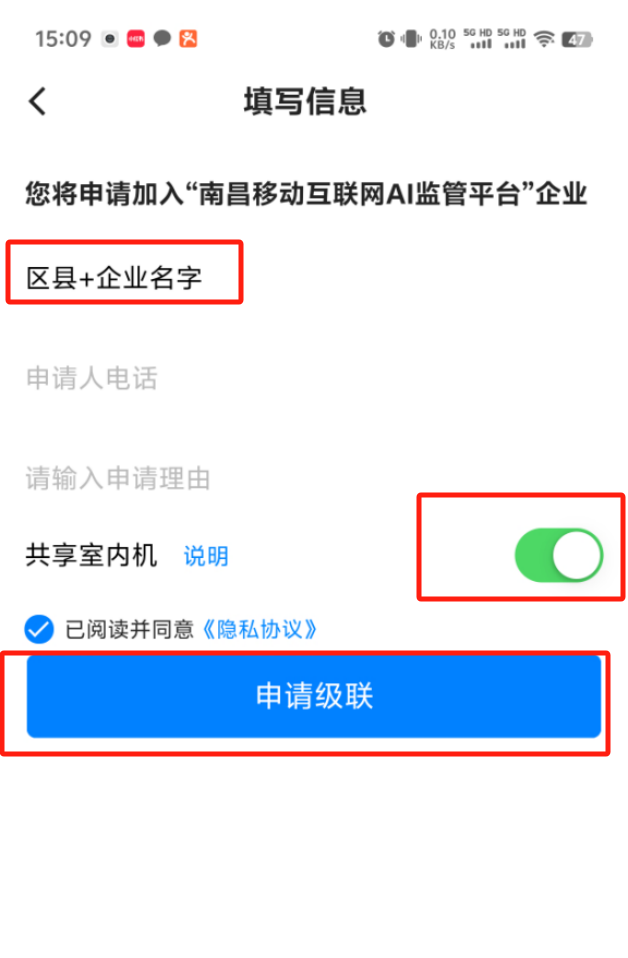 15:09 0.10 KB/s 5G HD 5G HD 47
填写信息
您将申请加入“南昌移动互联网AI监管平台”企业
区县+企业名字
申请人电话
请输入申请理由
共享室内机 说明
已阅读并同意《隐私协议》
申请级联